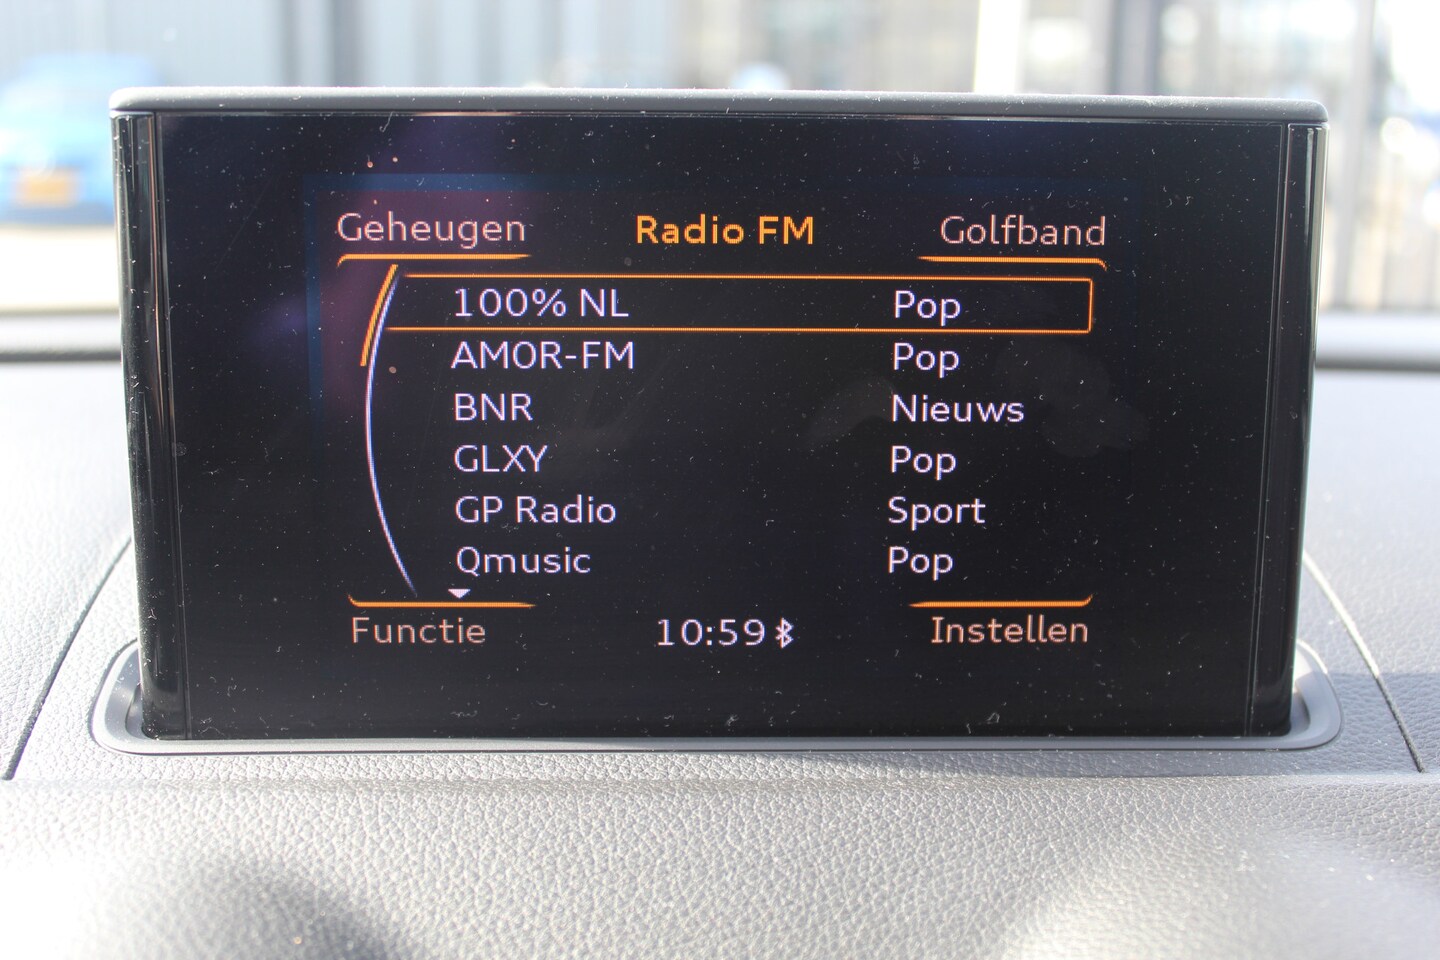 Geheugen Radio FM Golfband
100% NL Pop
AMOR-FM Pop
BNR Nieuws
GLXY Pop
GP Radio Sport
Qmusic Pop
Functie 10:59 Instellen